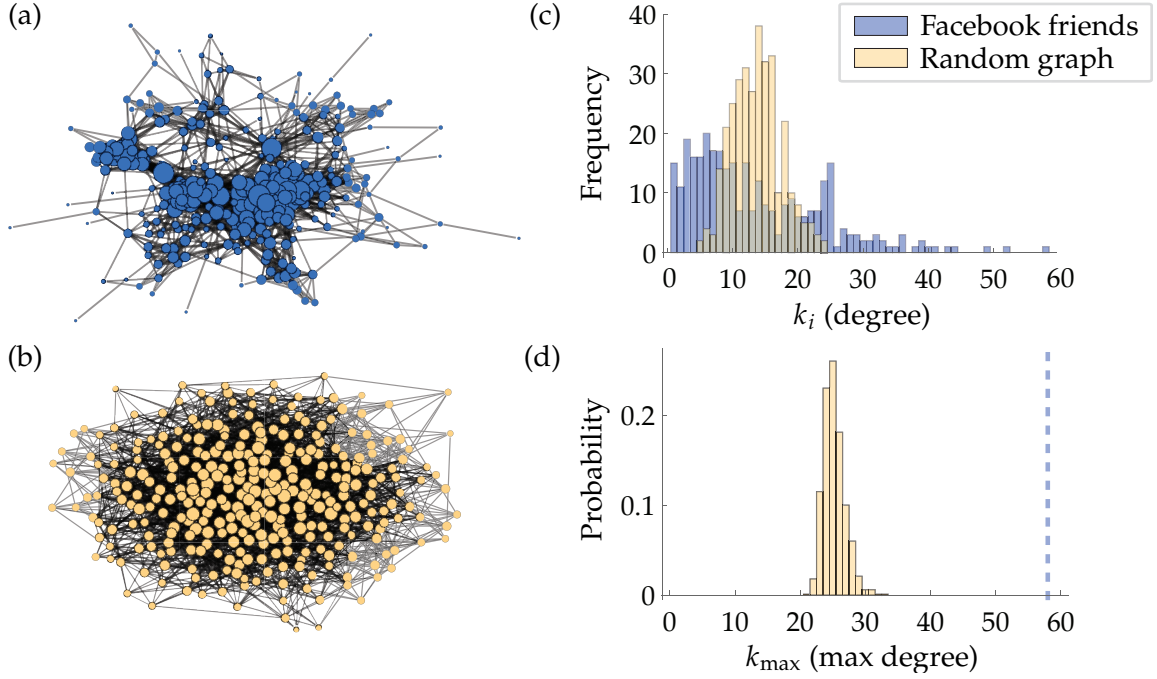 (a)
(c)
Facebook friends
Random graph
Frequency
40
30
20
10
0
0 10 20 30 40 50 60
k_i (degree)
(b)
(d)
Probability
0.2
0.1
0
0 10 20 30 40 50 60
k_max (max degree)